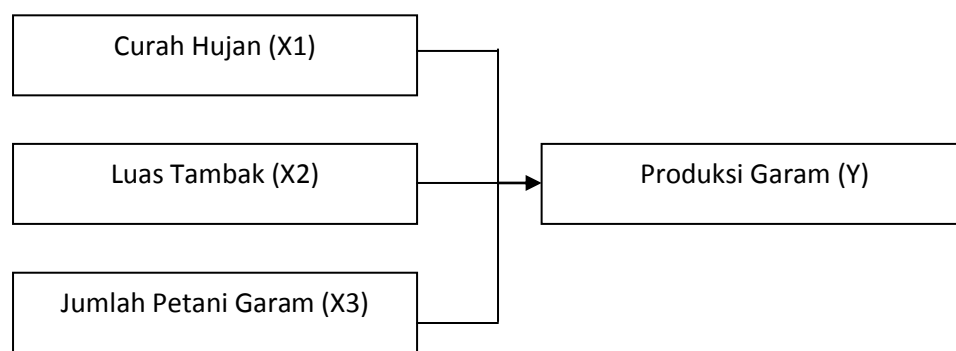 Curah Hujan (X1)
Luas Tambak (X2)
Produksi Garam (Y)
Jumlah Petani Garam (X3)